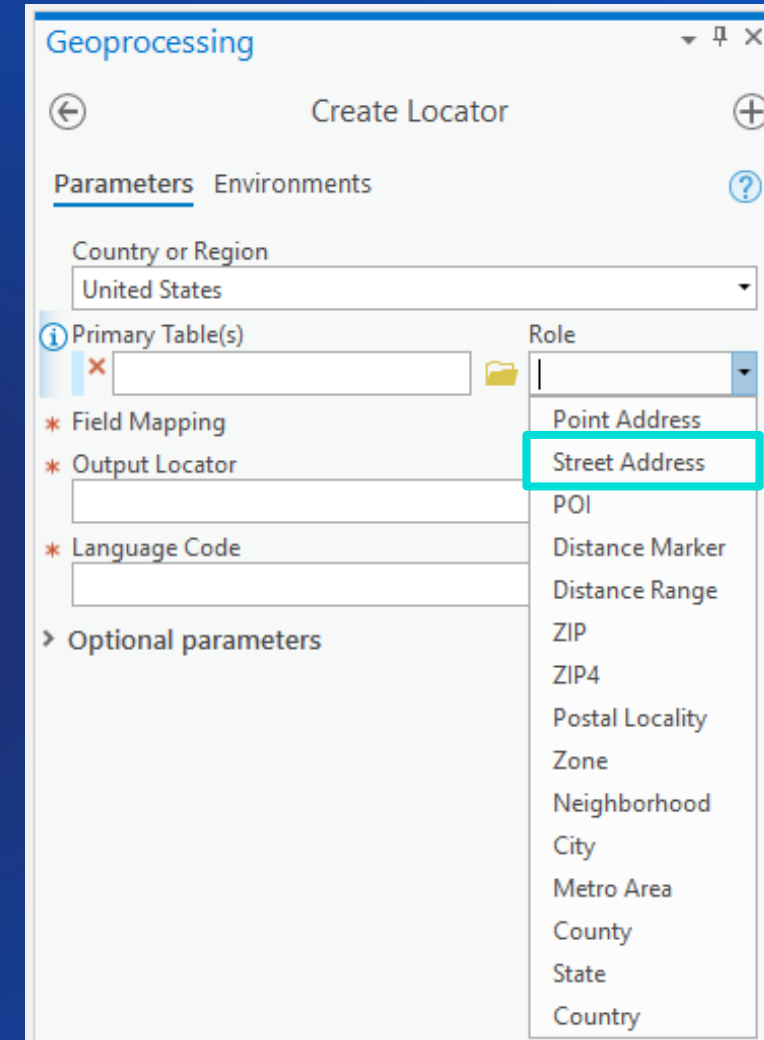 Geoprocessing
Create Locator
Parameters Environments
Country or Region
United States
Primary Table(s) Role
* Field Mapping
* Output Locator
* Language Code
> Optional parameters
Point Address
Street Address
POI
Distance Marker
Distance Range
ZIP
ZIP4
Postal Locality
Zone
Neighborhood
City
Metro Area
County
State
Country